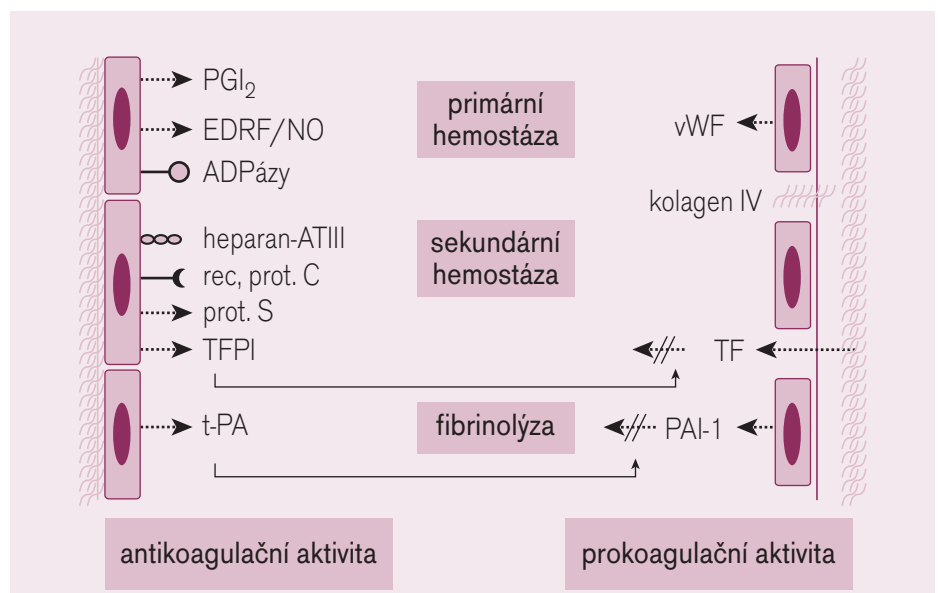 PGI₂
EDRF/NO
ADPázy
primární
hemostáza
vWF
kolagen IV
heparan-ATIII
rec, prot. C
prot. S
TFPI
sekundární
hemostáza
TF
t-PA
fibrinolýza
PAI-1
antikoagulační aktivita
prokoagulační aktivita